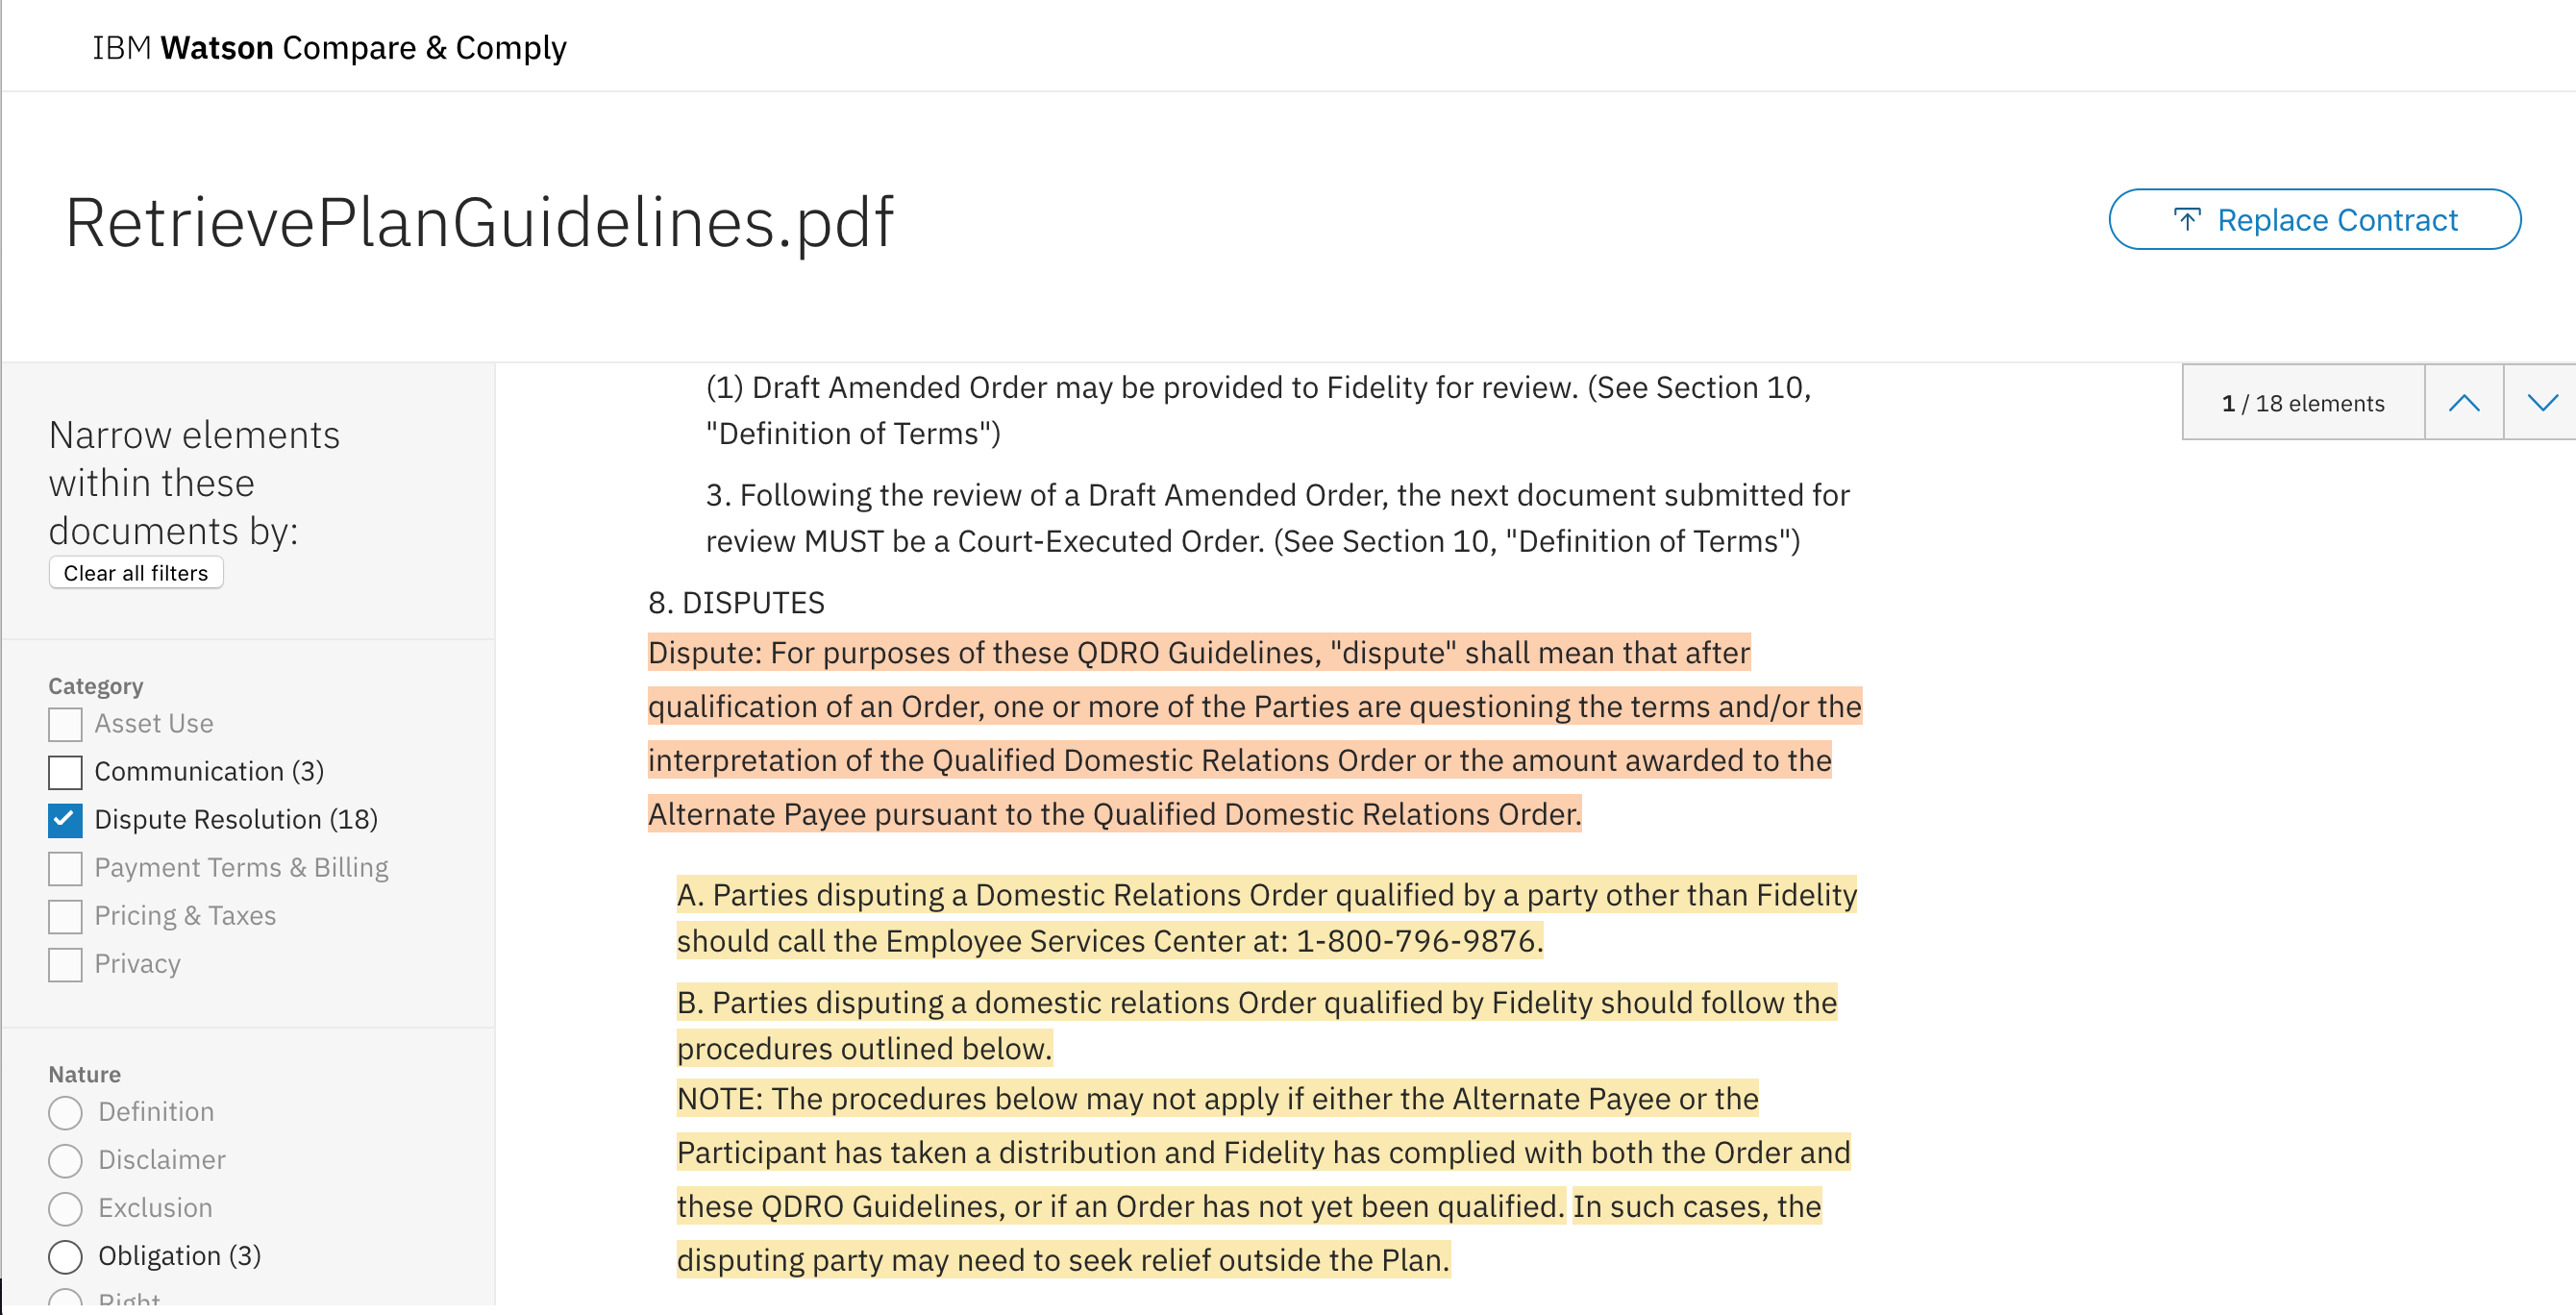 IBM Watson Compare & Comply
RetrievePlanGuidelines.pdf
Replace Contract
Narrow elements
within these
documents by:
Clear all filters
Category
Asset Use
Communication (3)
Dispute Resolution (18)
Payment Terms & Billing
Pricing & Taxes
Privacy
Nature
Definition
Disclaimer
Exclusion
Obligation (3)
Right
1 / 18 elements
(1) Draft Amended Order may be provided to Fidelity for review. (See Section 10,
"Definition of Terms")
3. Following the review of a Draft Amended Order, the next document submitted for
review MUST be a Court-Executed Order. (See Section 10, "Definition of Terms")
8. DISPUTES
Dispute: For purposes of these QDRO Guidelines, "dispute" shall mean that after
qualification of an Order, one or more of the Parties are questioning the terms and/or the
interpretation of the Qualified Domestic Relations Order or the amount awarded to the
Alternate Payee pursuant to the Qualified Domestic Relations Order.
A. Parties disputing a Domestic Relations Order qualified by a party other than Fidelity
should call the Employee Services Center at: 1-800-796-9876.
B. Parties disputing a domestic relations Order qualified by Fidelity should follow the
procedures outlined below.
NOTE: The procedures below may not apply if either the Alternate Payee or the
Participant has taken a distribution and Fidelity has complied with both the Order and
these QDRO Guidelines, or if an Order has not yet been qualified. In such cases, the
disputing party may need to seek relief outside the Plan.